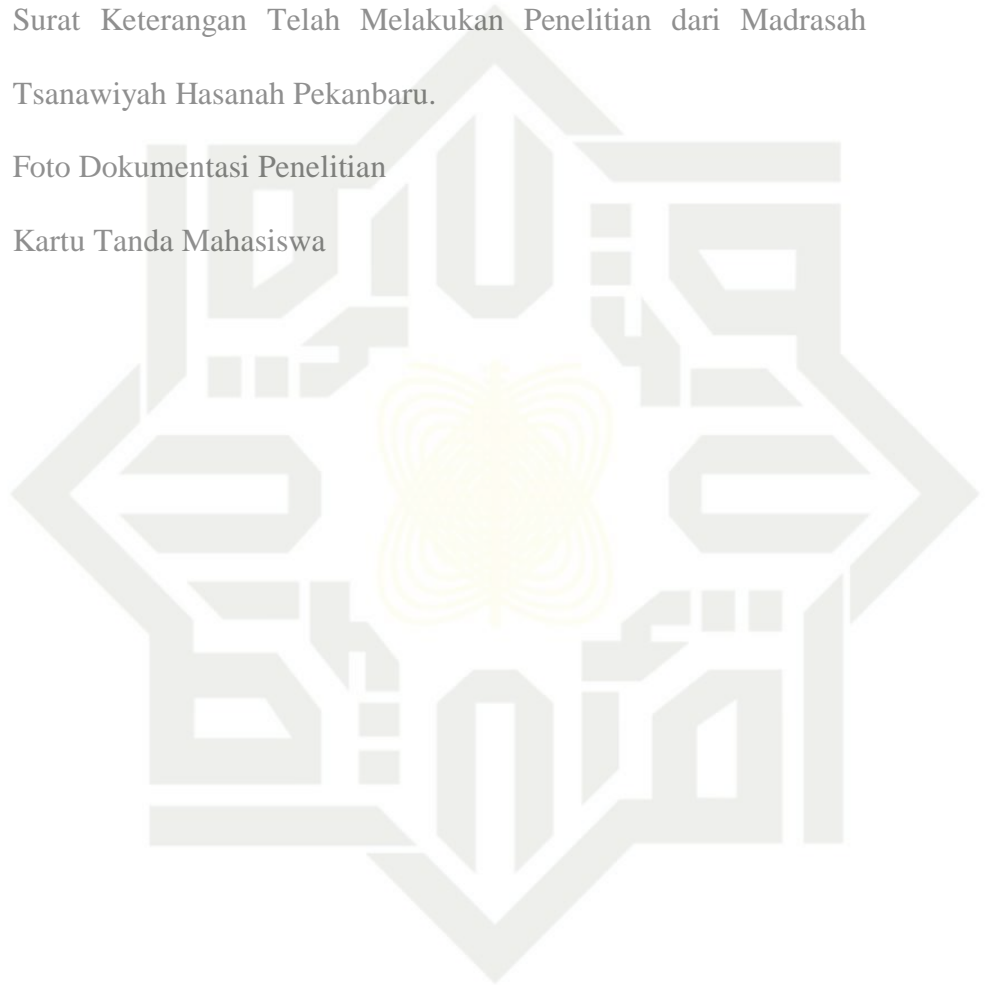 Surat Keterangan Telah Melakukan Penelitian dari Madrasah
Tsanawiyah Hasanah Pekanbaru.
Foto Dokumentasi Penelitian
Kartu Tanda Mahasiswa